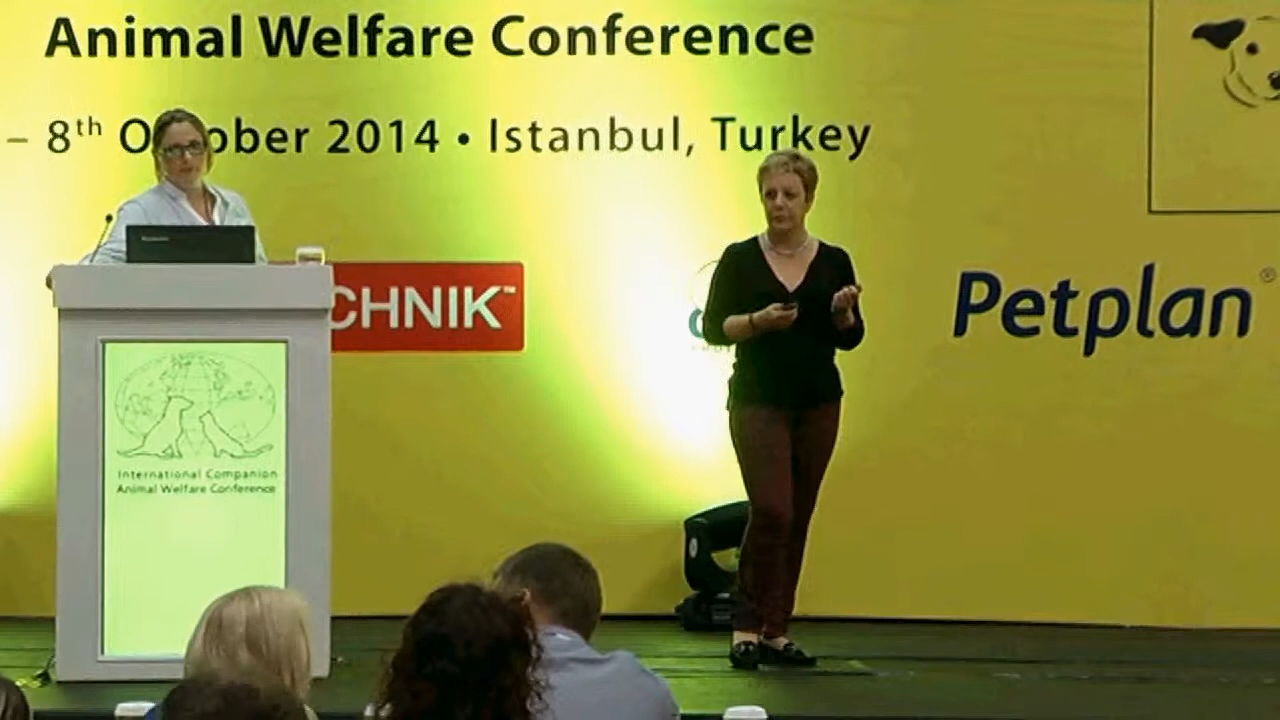 Animal Welfare Conference
– 8th October 2014 • Istanbul, Turkey
CHNIK™
Petplan®
International Companion
Animal Welfare Conference